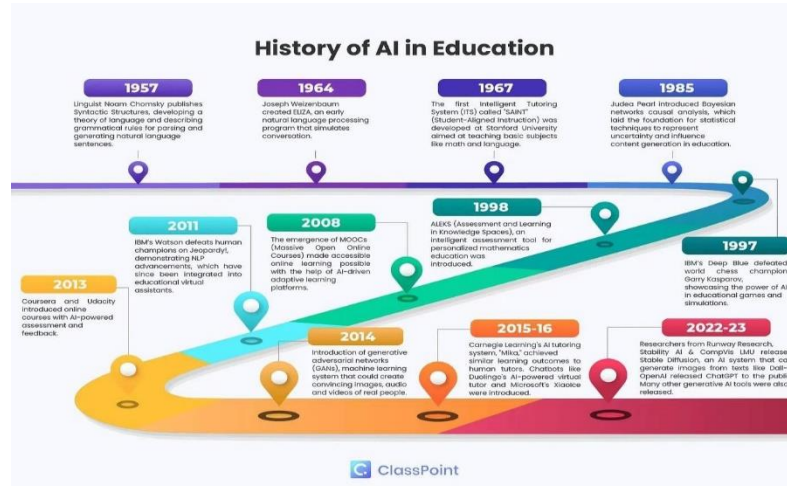 History of AI in Education
1957
Linguist Noam Chomsky publishes
Syntactic Structures, developing a
theory of language and describing
grammatical rules for parsing and
generating natural language
sentences.
1964
Joseph Weizenbaum
created ELIZA, an early
natural language processing
program that simulates
conversation.
1967
The first Intelligent Tutoring
System (ITS) called "SAINT"
(Student-Aligned Instruction) was
developed at Stanford University
aimed at teaching basic subjects
like math and language.
1985
Judea Pearl introduced Bayesian
networks causal analysis, which
laid the foundation for statistical
techniques to represent
uncertainty and influence
content generation in education.
1997
IBM's Deep Blue defeated
world chess champion
Garry Kasparov,
showcasing the power of AI
in educational games and
simulations.
1998
ALEKS (Assessment and Learning
in Knowledge Spaces), an
intelligent assessment tool for
personalized mathematics
education was
introduced.
2008
The emergence of MOOCs
(Massive Open Online
Courses) made accessible
online learning possible
with the help of AI-driven
adaptive learning
platforms.
2011
IBM's Watson defeats human
champions on Jeopardy!,
demonstrating NLP
advancements, which have
since been integrated into
educational virtual
assistants.
2013
Coursera and Udacity
introduced online
courses with AI-powered
assessment and
feedback.
2014
Introduction of generative
adversarial networks
(GANs), machine learning
system that could create
convincing images, audio
and videos of real people.
2015-16
Carnegie Learning's AI tutoring
system, "Mika," achieved
similar learning outcomes to
human tutors. Chatbots like
Duolingo's AI-powered virtual
tutor and Microsoft's XiaoIce
were introduced.
2022-23
Researchers from Runway Research,
Stability AI & CompVis LMU release
Stable Diffusion, an AI system that ca
generate images from texts like Dall-
OpenAI released ChatGPT to the publi
Many other generative AI tools were also
released.
ClassPoint